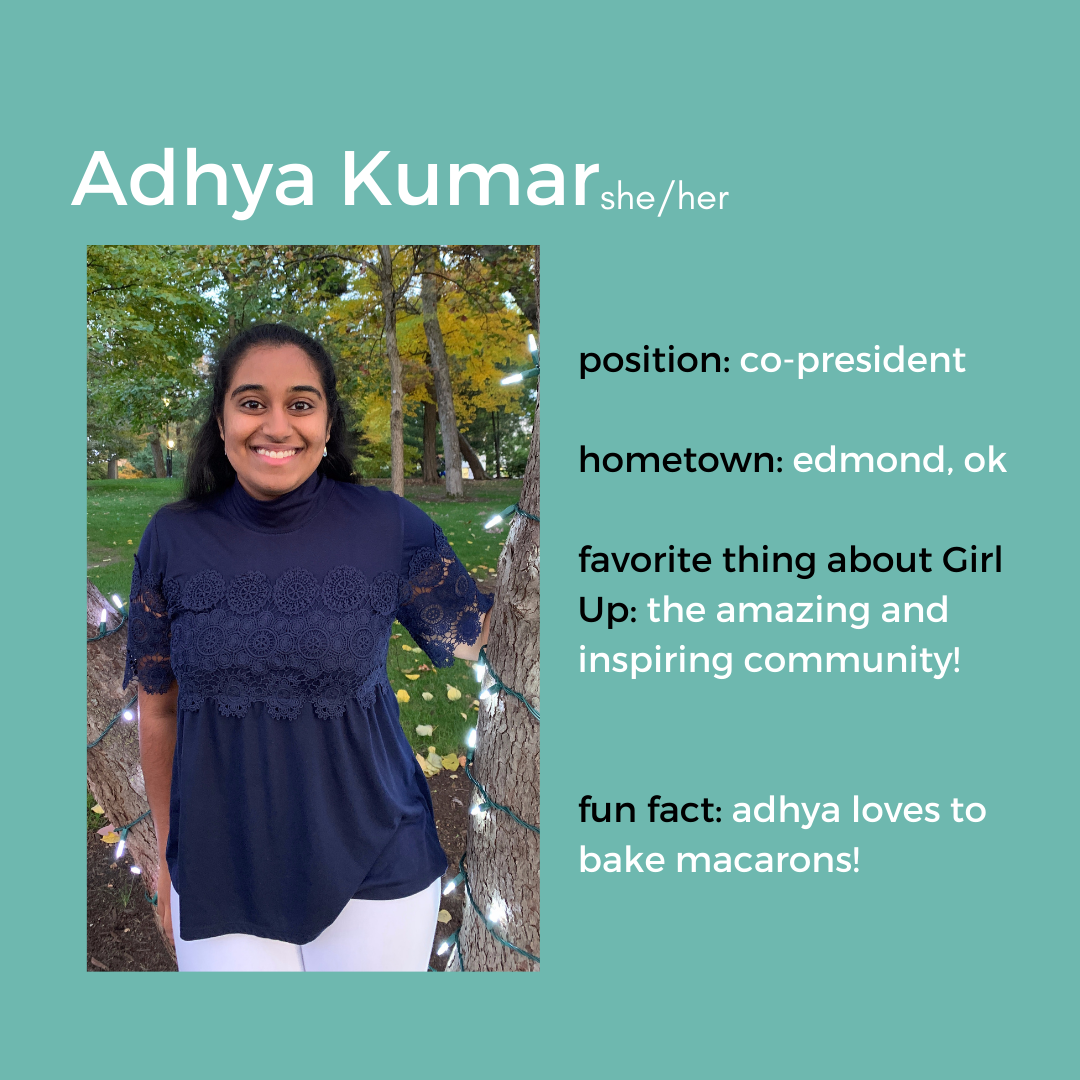 Adhya Kumar she/her
position: co-president
hometown: edmond, ok
favorite thing about Girl
Up: the amazing and
inspiring community!
fun fact: adhya loves to
bake macarons!